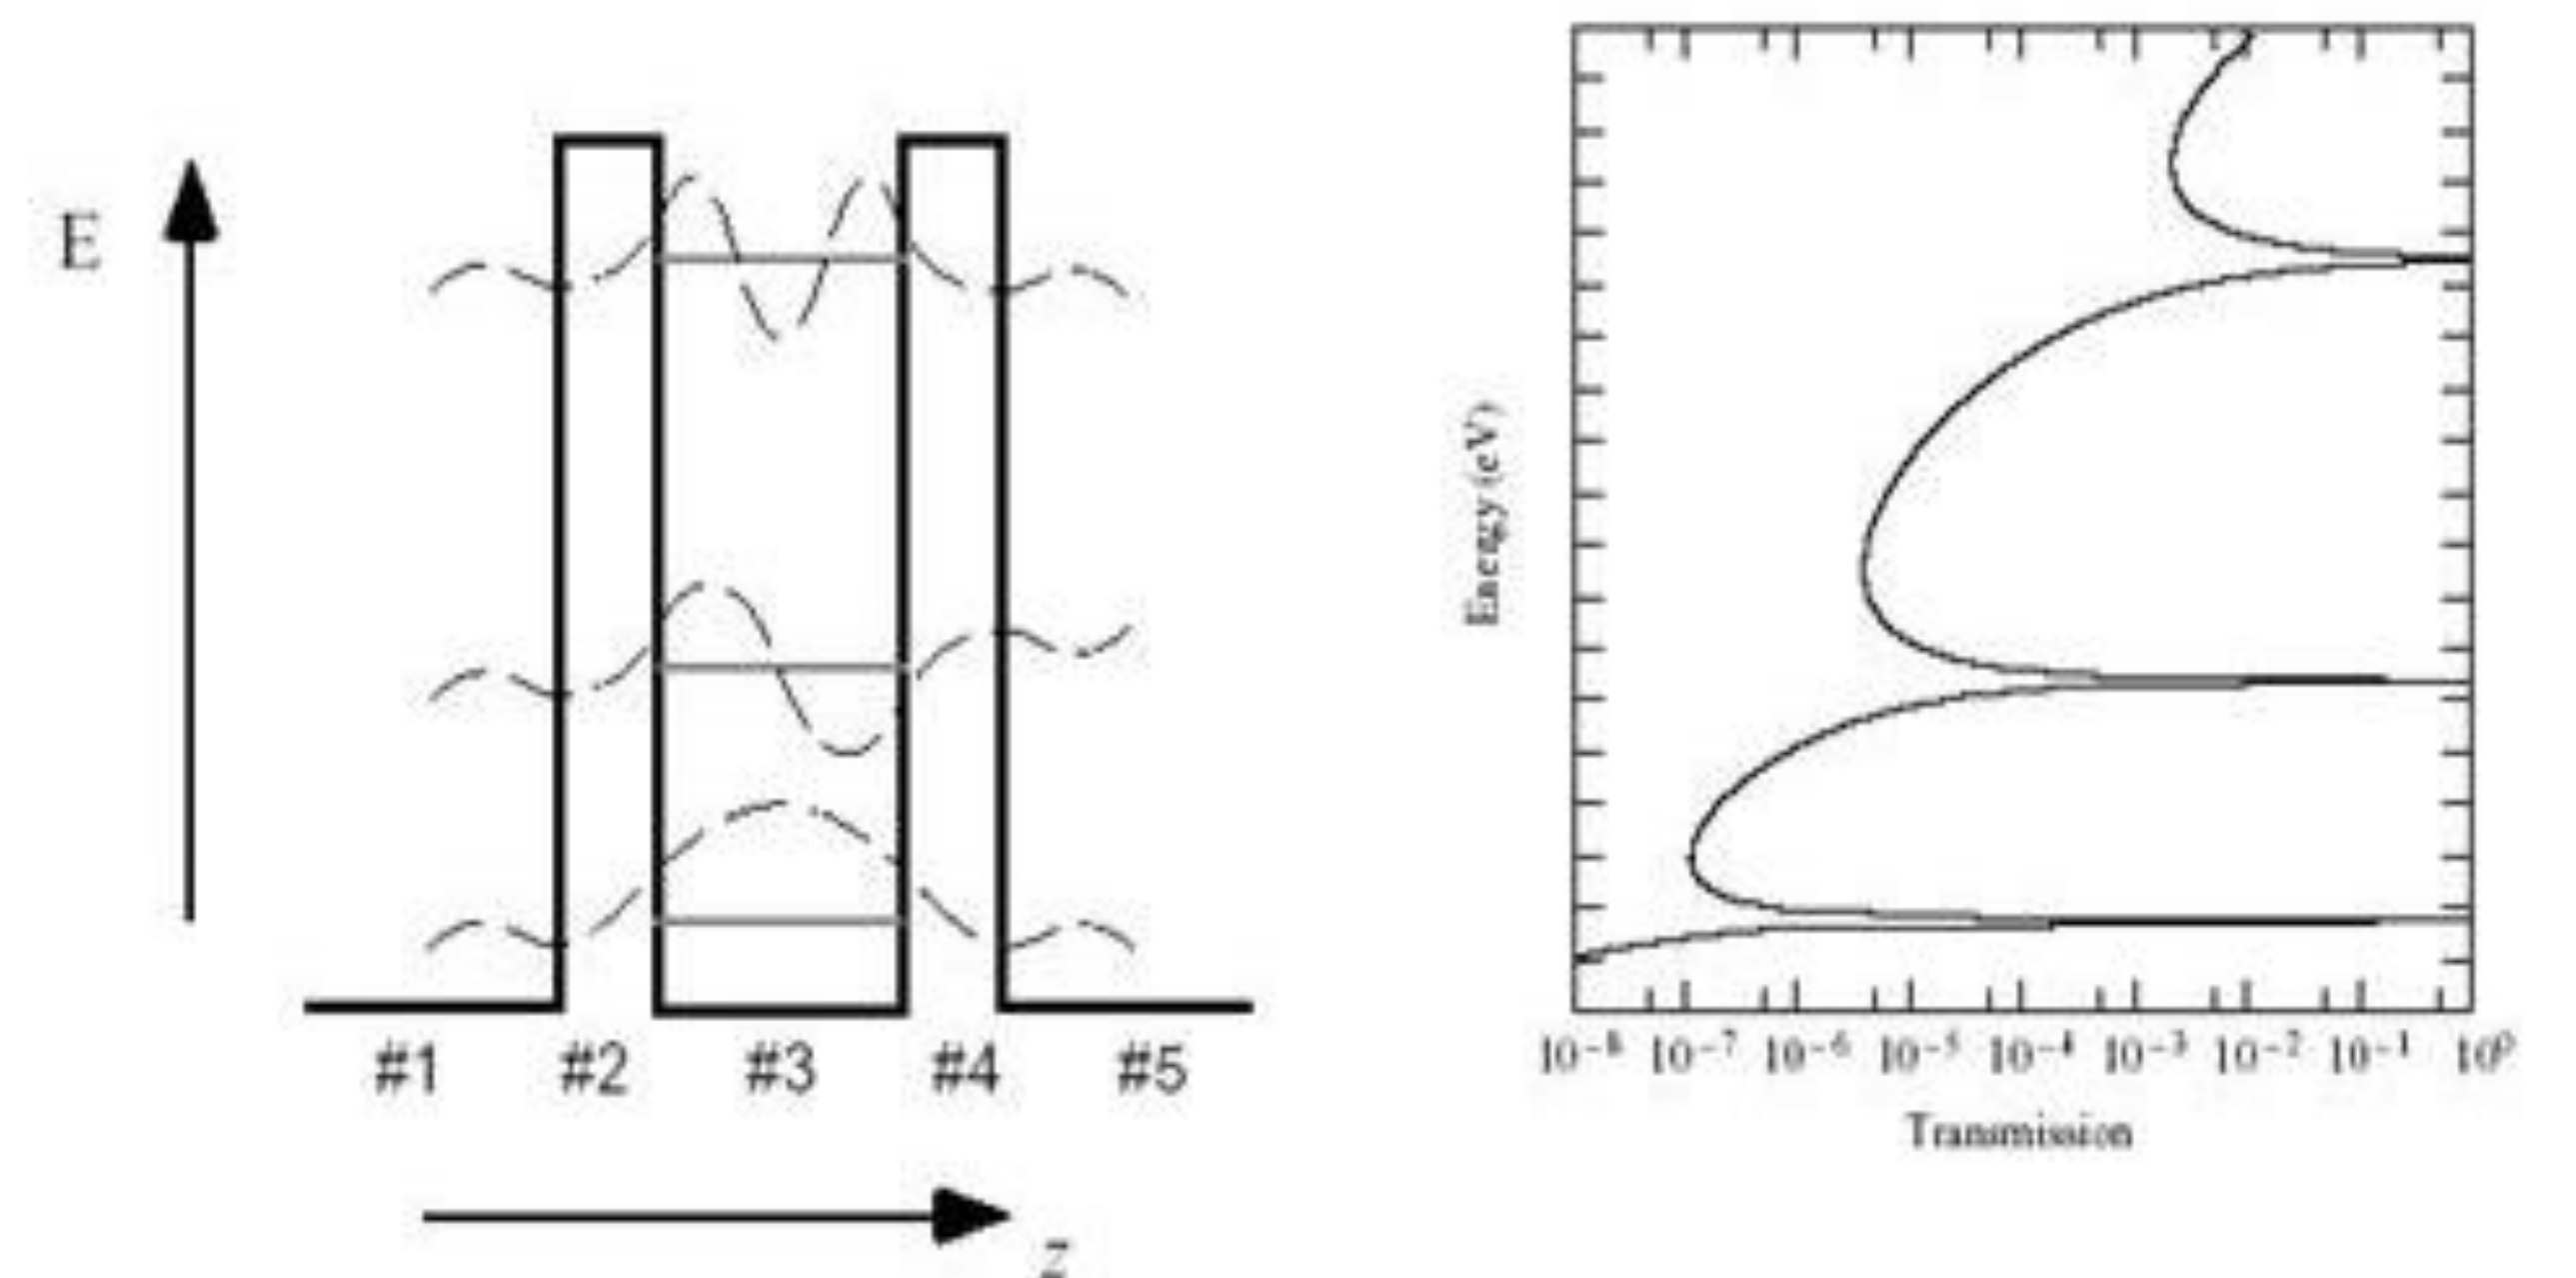 E
#1 #2 #3 #4 #5
z
Energy (eV)
10⁻⁸ 10⁻⁷ 10⁻⁶ 10⁻⁵ 10⁻⁴ 10⁻³ 10⁻² 10⁻¹ 10⁰
Transmission